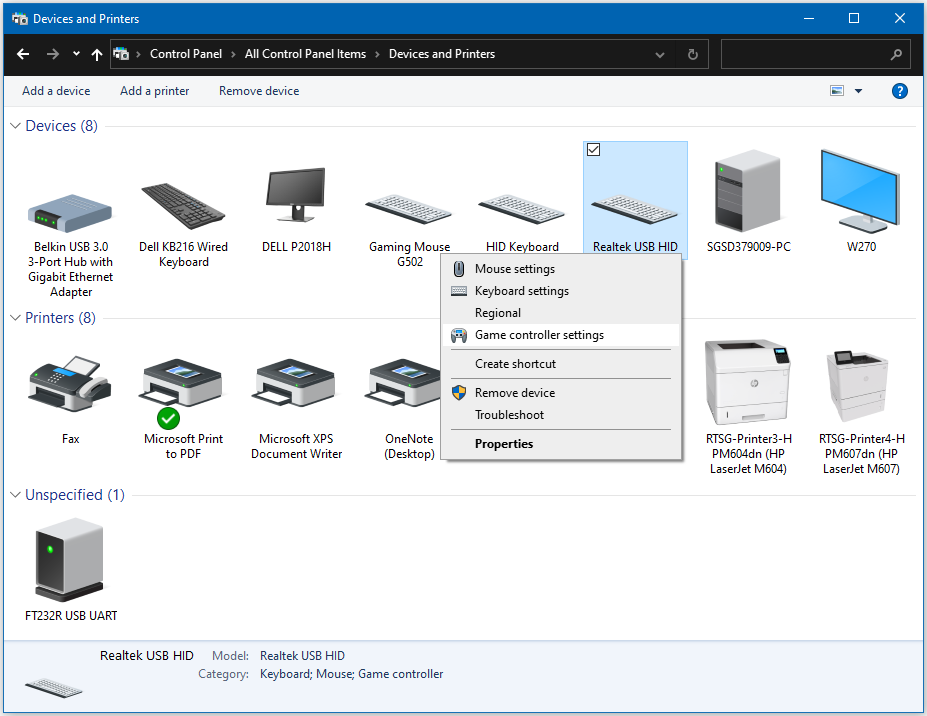 Devices and Printers
Control Panel > All Control Panel Items > Devices and Printers
Add a device Add a printer Remove device
Devices (8)
Belkin USB 3.0
3-Port Hub with
Gigabit Ethernet
Adapter
Dell KB216 Wired
Keyboard
DELL P2018H
Gaming Mouse
G502
HID Keyboard
Realtek USB HID
SGSD379009-PC
W270
Mouse settings
Keyboard settings
Regional
Game controller settings
Create shortcut
Remove device
Troubleshoot
Properties
Printers (8)
Fax
Microsoft Print
to PDF
Microsoft XPS
Document Writer
OneNote
(Desktop)
RTSG-Printer3-H
PM604dn (HP
LaserJet M604)
RTSG-Printer4-H
PM607dn (HP
LaserJet M607)
Unspecified (1)
FT232R USB UART
Realtek USB HID Model: Realtek USB HID
Category: Keyboard; Mouse; Game controller